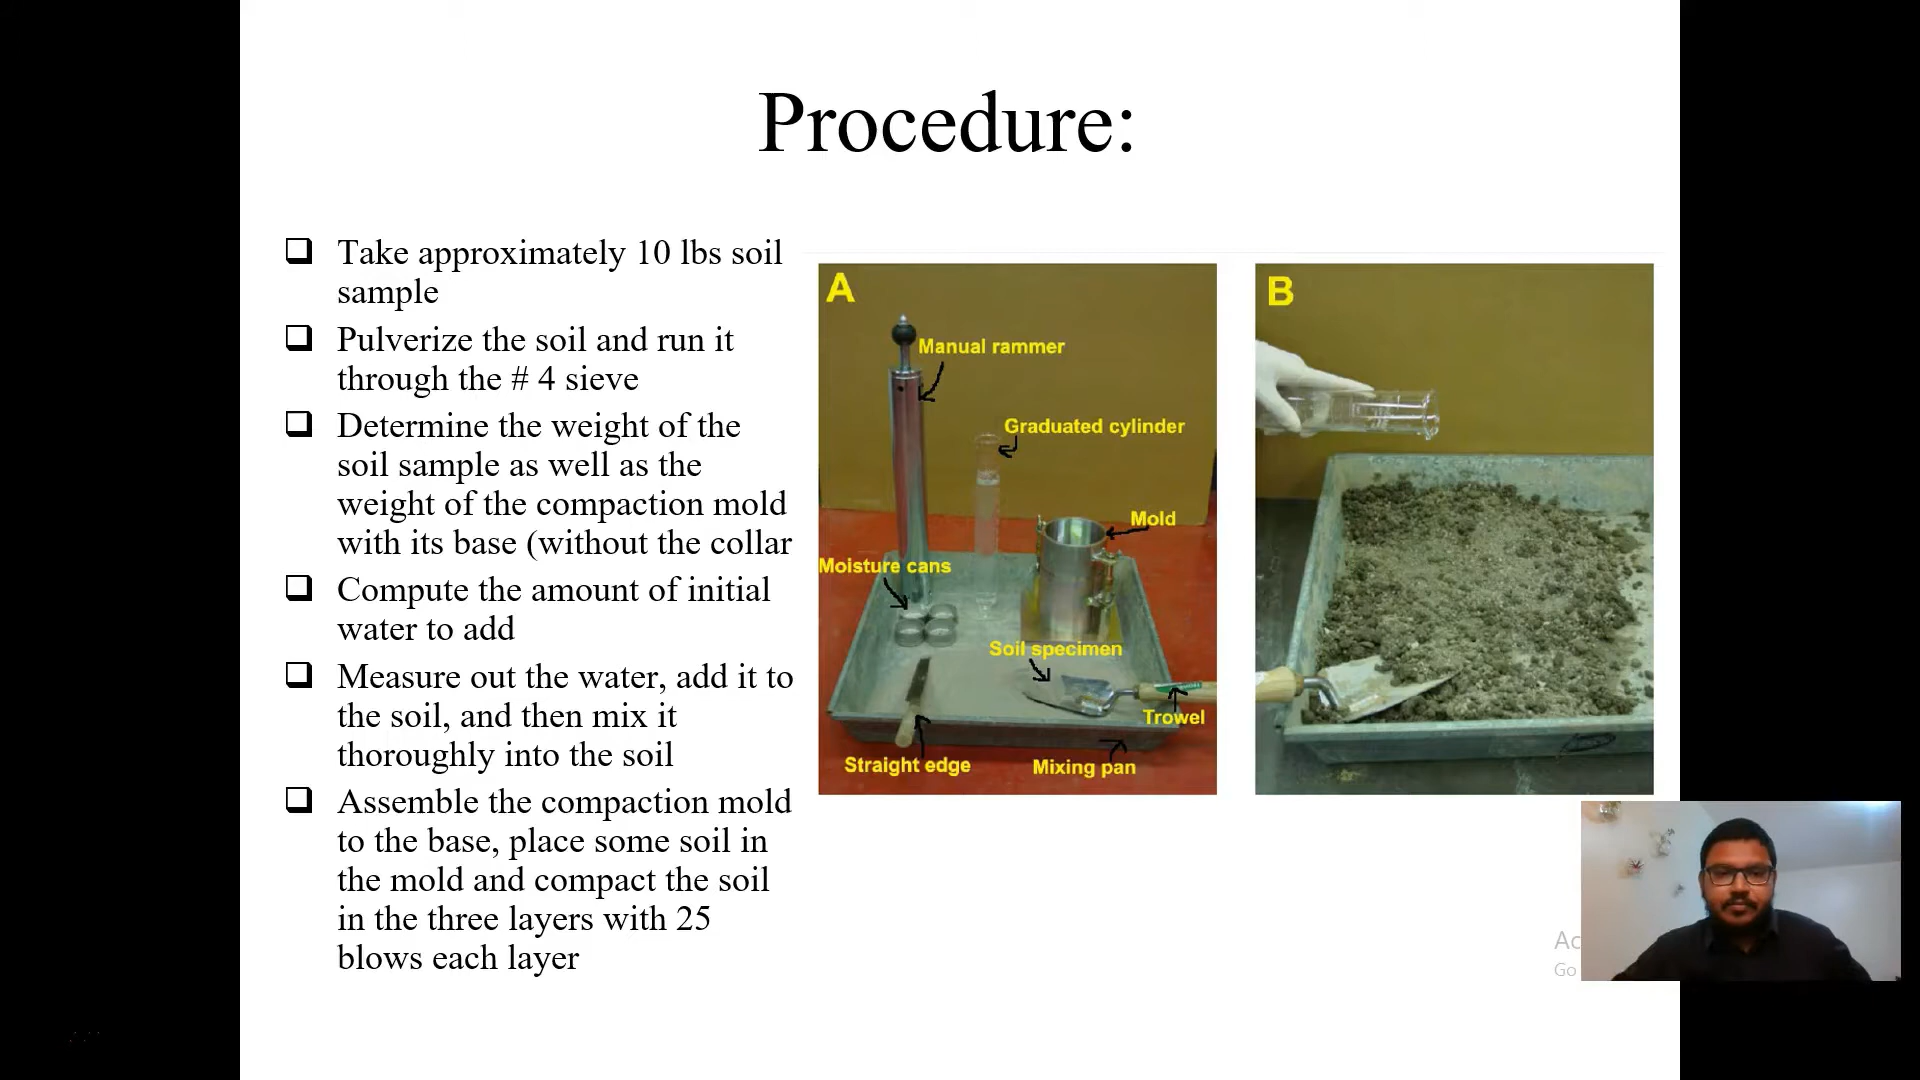 Procedure:
Take approximately 10 lbs soil
sample
Pulverize the soil and run it
through the # 4 sieve
Determine the weight of the
soil sample as well as the
weight of the compaction mold
with its base (without the collar
Compute the amount of initial
water to add
Measure out the water, add it to
the soil, and then mix it
thoroughly into the soil
Assemble the compaction mold
to the base, place some soil in
the mold and compact the soil
in the three layers with 25
blows each layer
A
Manual rammer
Graduated cylinder
Mold
Moisture cans
Soil specimen
Trowel
Straight edge
Mixing pan
B
Go